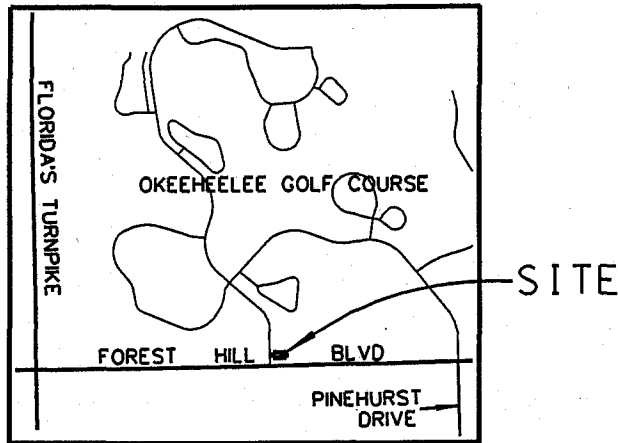 FLORIDA'S TURNPIKE
OKEEHEELEE GOLF COURSE
SITE
FOREST HILL BLVD
PINEHURST
DRIVE